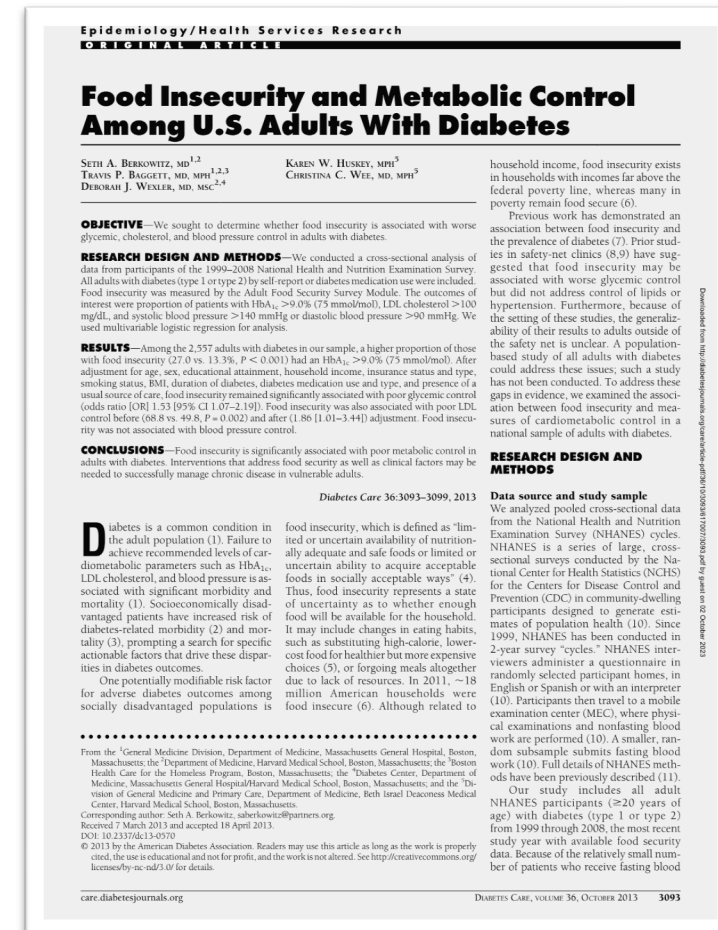 Epidemiology/Health Services Research
ORIGINAL ARTICLE
Food Insecurity and Metabolic Control
Among U.S. Adults With Diabetes
SETH A. BERKOWITZ, MD1,2
TRAVIS P. BAGGETT, MD, MPH1,2,3
DEBORAH J. WEXLER, MD, MSC2,4
KAREN W. HUSKEY, MPH5
CHRISTINA C. WEE, MD, MPH5
OBJECTIVE—We sought to determine whether food insecurity is associated with worse
glycemic, cholesterol, and blood pressure control in adults with diabetes.
RESEARCH DESIGN AND METHODS—We conducted a cross-sectional analysis of
data from participants of the 1999–2008 National Health and Nutrition Examination Survey.
All adults with diabetes (type 1 or type 2) by self-report or diabetes medication use were included.
Food insecurity was measured by the Adult Food Security Survey Module. The outcomes of
interest were proportion of patients with HbA1c >9.0% (75 mmol/mol), LDL cholesterol >100
mg/dL, and systolic blood pressure >140 mmHg or diastolic blood pressure >90 mmHg. We
used multivariable logistic regression for analysis.
RESULTS—Among the 2,557 adults with diabetes in our sample, a higher proportion of those
with food insecurity (27.0 vs. 13.3%, P < 0.001) had an HbA1c >9.0% (75 mmol/mol). After
adjustment for age, sex, educational attainment, household income, insurance status and type,
smoking status, BMI, duration of diabetes, diabetes medication use and type, and presence of a
usual source of care, food insecurity remained significantly associated with poor glycemic control
(odds ratio [OR] 1.53 [95% CI 1.07–2.19]). Food insecurity was also associated with poor LDL
control before (68.8 vs. 49.8, P = 0.002) and after (1.86 [1.01–3.44]) adjustment. Food insecu-
rity was not associated with blood pressure control.
CONCLUSIONS—Food insecurity is significantly associated with poor metabolic control in
adults with diabetes. Interventions that address food security as well as clinical factors may be
needed to successfully manage chronic disease in vulnerable adults.
Diabetes Care 36:3093–3099, 2013
Diabetes is a common condition in
the adult population (1). Failure to
achieve recommended levels of car-
diometabolic parameters such as HbA1c,
LDL cholesterol, and blood pressure is as-
sociated with significant morbidity and
mortality (1). Socioeconomically disad-
vantaged patients have increased risk of
diabetes-related morbidity (2) and mor-
tality (3), prompting a search for specific
actionable factors that drive these dispar-
ities in diabetes outcomes.
One potentially modifiable risk factor
for adverse diabetes outcomes among
socially disadvantaged populations is
food insecurity, which is defined as “lim-
ited or uncertain availability of nutrition-
ally adequate and safe foods or limited or
uncertain ability to acquire acceptable
foods in socially acceptable ways” (4).
Thus, food insecurity represents a state
of uncertainty as to whether enough
food will be available for the household.
It may include changes in eating habits,
such as substituting high-calorie, lower-
cost food for healthier but more expensive
choices (5), or forgoing meals altogether
due to lack of resources. In 2011, ~18
million American households were
food insecure (6). Although related to
household income, food insecurity exists
in households with incomes far above the
federal poverty line, whereas many in
poverty remain food secure (6).
Previous work has demonstrated an
association between food insecurity and
the prevalence of diabetes (7). Prior stud-
ies in safety-net clinics (8,9) have sug-
gested that food insecurity may be
associated with worse glycemic control
but did not address control of lipids or
hypertension. Furthermore, because of
the setting of these studies, the generaliz-
ability of their results to adults outside of
the safety net is unclear. A population-
based study of all adults with diabetes
could address these issues; such a study
has not been conducted. To address these
gaps in evidence, we examined the associ-
ation between food insecurity and mea-
sures of cardiometabolic control in a
national sample of adults with diabetes.
RESEARCH DESIGN AND
METHODS
Data source and study sample
We analyzed pooled cross-sectional data
from the National Health and Nutrition
Examination Survey (NHANES) cycles.
NHANES is a series of large, cross-
sectional surveys conducted by the Na-
tional Center for Health Statistics (NCHS)
for the Centers for Disease Control and
Prevention (CDC) in community-dwelling
participants designed to generate esti-
mates of population health (10). Since
1999, NHANES has been conducted in
2-year survey “cycles.” NHANES inter-
viewers administer a questionnaire in
randomly selected participant homes, in
English or Spanish or with an interpreter
(10). Participants then travel to a mobile
examination center (MEC), where physi-
cal examinations and nonfasting blood
work are performed (10). A smaller, ran-
dom subsample submits fasting blood
work (10). Full details of NHANES meth-
ods have been previously described (11).
Our study includes all adult
NHANES participants (≥20 years of
age) with diabetes (type 1 or type 2)
from 1999 through 2008, the most recent
study year with available food security
data. Because of the relatively small num-
ber of patients who receive fasting blood
From the 1General Medicine Division, Department of Medicine, Massachusetts General Hospital, Boston,
Massachusetts; the 2Department of Medicine, Harvard Medical School, Boston, Massachusetts; the 3Boston
Health Care for the Homeless Program, Boston, Massachusetts; the 4Diabetes Center, Department of
Medicine, Massachusetts General Hospital/Harvard Medical School, Boston, Massachusetts; and the 5Di-
vision of General Medicine and Primary Care, Department of Medicine, Beth Israel Deaconess Medical
Center, Harvard Medical School, Boston, Massachusetts.
Corresponding author: Seth A. Berkowitz, saberkowitz@partners.org.
Received 7 March 2013 and accepted 18 April 2013.
DOI: 10.2337/dc13-0570
© 2013 by the American Diabetes Association. Readers may use this article as long as the work is properly
cited, the use is educational and not for profit, and the work is not altered. See http://creativecommons.org/
licenses/by-nc-nd/3.0/ for details.
care.diabetesjournals.org
DIABETES CARE, VOLUME 36, OCTOBER 2013 3093
Downloaded from http://diabetesjournals.org/care/article-pdf/36/10/3093/617007/3093.pdf by guest on 02 October 2023